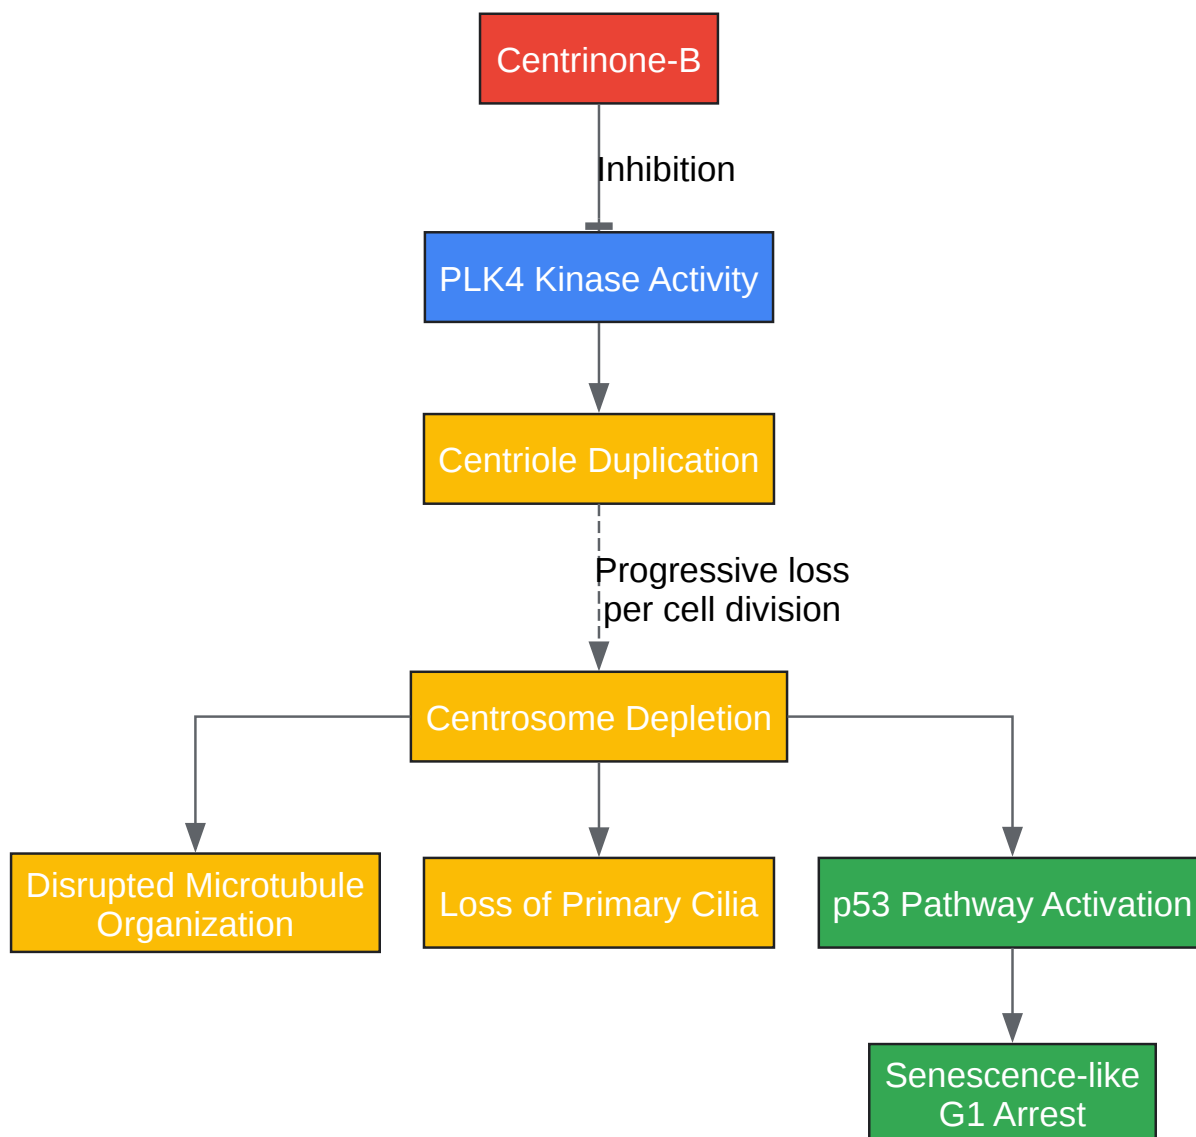 Centrinone-B
Inhibition
PLK4 Kinase Activity
Centriole Duplication
Progressive loss
per cell division
Centrosome Depletion
Disrupted Microtubule
Organization
Loss of Primary Cilia
p53 Pathway Activation
Senescence-like
G1 Arrest